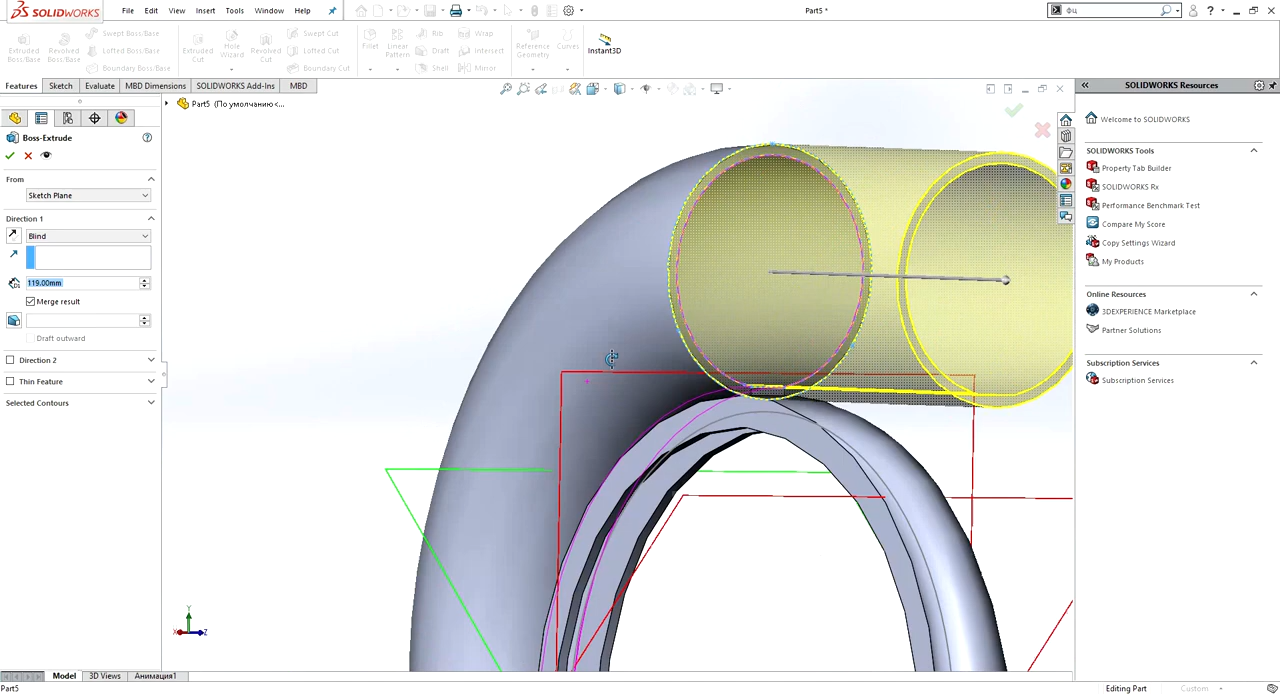 SOLIDWORKS File Edit View Insert Tools Window Help Part5 * фц
Extruded Boss/Base Revolved Boss/Base Swept Boss/Base Lofted Boss/Base Boundary Boss/Base Extruded Cut Hole Wizard Revolved Cut Swept Cut Lofted Cut Boundary Cut Fillet Linear Pattern Rib Draft Shell Wrap Intersect Mirror Reference Geometry Curves Instant3D
Features Sketch Evaluate MBD Dimensions SOLIDWORKS Add-Ins MBD
Part5 (По умолчанию<...
Boss-Extrude
From
Sketch Plane
Direction 1
Blind
119.00mm
Merge result
Draft outward
Direction 2
Thin Feature
Selected Contours
Y
X Z
SOLIDWORKS Resources
Welcome to SOLIDWORKS
SOLIDWORKS Tools
Property Tab Builder
SOLIDWORKS Rx
Performance Benchmark Test
Compare My Score
Copy Settings Wizard
My Products
Online Resources
3DEXPERIENCE Marketplace
Partner Solutions
Subscription Services
Subscription Services
Model 3D Views Анимация1
Part5 Editing Part Custom